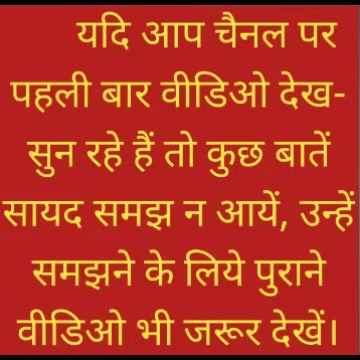 यदि आप चैनल पर
पहली बार वीडिओ देख-
सुन रहे हैं तो कुछ बातें
सायद समझ न आयें, उन्हें
समझने के लिये पुराने
वीडिओ भी जरूर देखें।